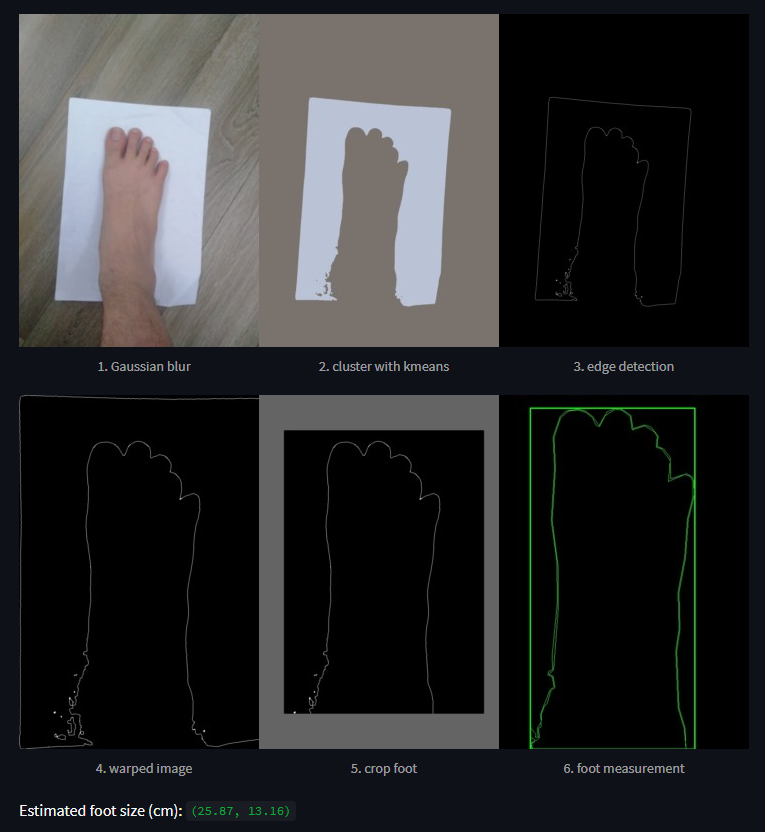 1. Gaussian blur
2. cluster with kmeans
3. edge detection
4. warped image
5. crop foot
6. foot measurement
Estimated foot size (cm): (25.87, 13.16)